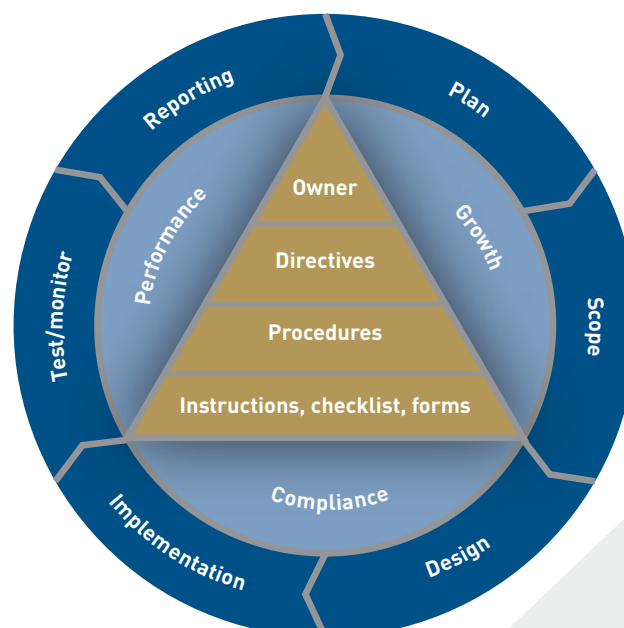 Reporting
Plan
Performance
Growth
Owner
Directives
Procedures
Instructions, checklist, forms
Test/monitor
Scope
Compliance
Implementation
Design